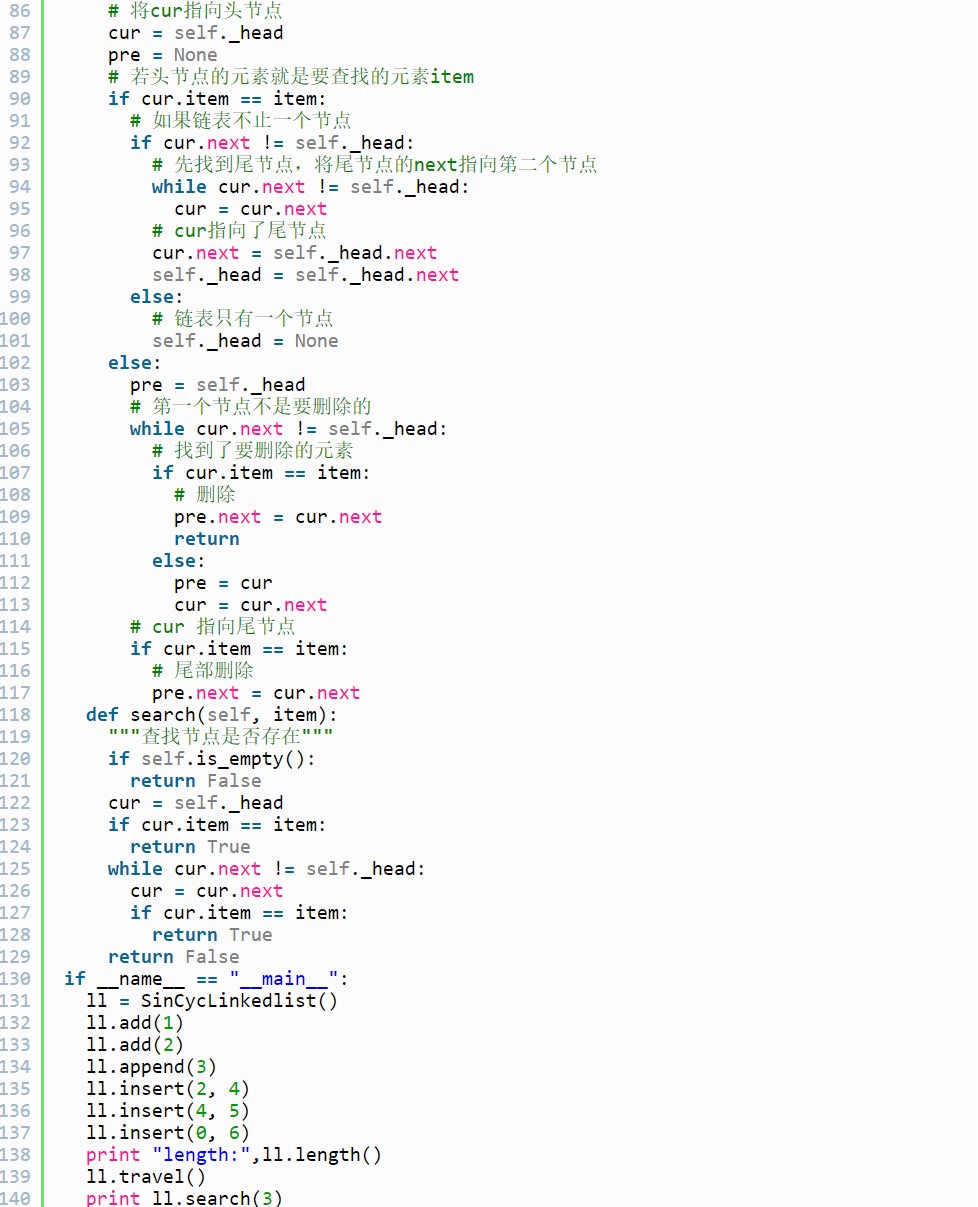 86 # 将cur指向头节点
87 cur = self._head
88 pre = None
89 # 若头节点的元素就是要查找的元素item
90 if cur.item == item:
91 # 如果链表不止一个节点
92 if cur.next != self._head:
93 # 先找到尾节点，将尾节点的next指向第二个节点
94 while cur.next != self._head:
95 cur = cur.next
96 # cur指向了尾节点
97 cur.next = self._head.next
98 self._head = self._head.next
99 else:
100 # 链表只有一个节点
101 self._head = None
102 else:
103 pre = self._head
104 # 第一个节点不是要删除的
105 while cur.next != self._head:
106 # 找到了要删除的元素
107 if cur.item == item:
108 # 删除
109 pre.next = cur.next
110 return
111 else:
112 pre = cur
113 cur = cur.next
114 # cur 指向尾节点
115 if cur.item == item:
116 # 尾部删除
117 pre.next = cur.next
118 def search(self, item):
119 """查找节点是否存在"""
120 if self.is_empty():
121 return False
122 cur = self._head
123 if cur.item == item:
124 return True
125 while cur.next != self._head:
126 cur = cur.next
127 if cur.item == item:
128 return True
129 return False
130 if __name__ == "__main__":
131 ll = SinCycLinkedlist()
132 ll.add(1)
133 ll.add(2)
134 ll.append(3)
135 ll.insert(2, 4)
136 ll.insert(4, 5)
137 ll.insert(0, 6)
138 print "length:",ll.length()
139 ll.travel()
140 print ll.search(3)